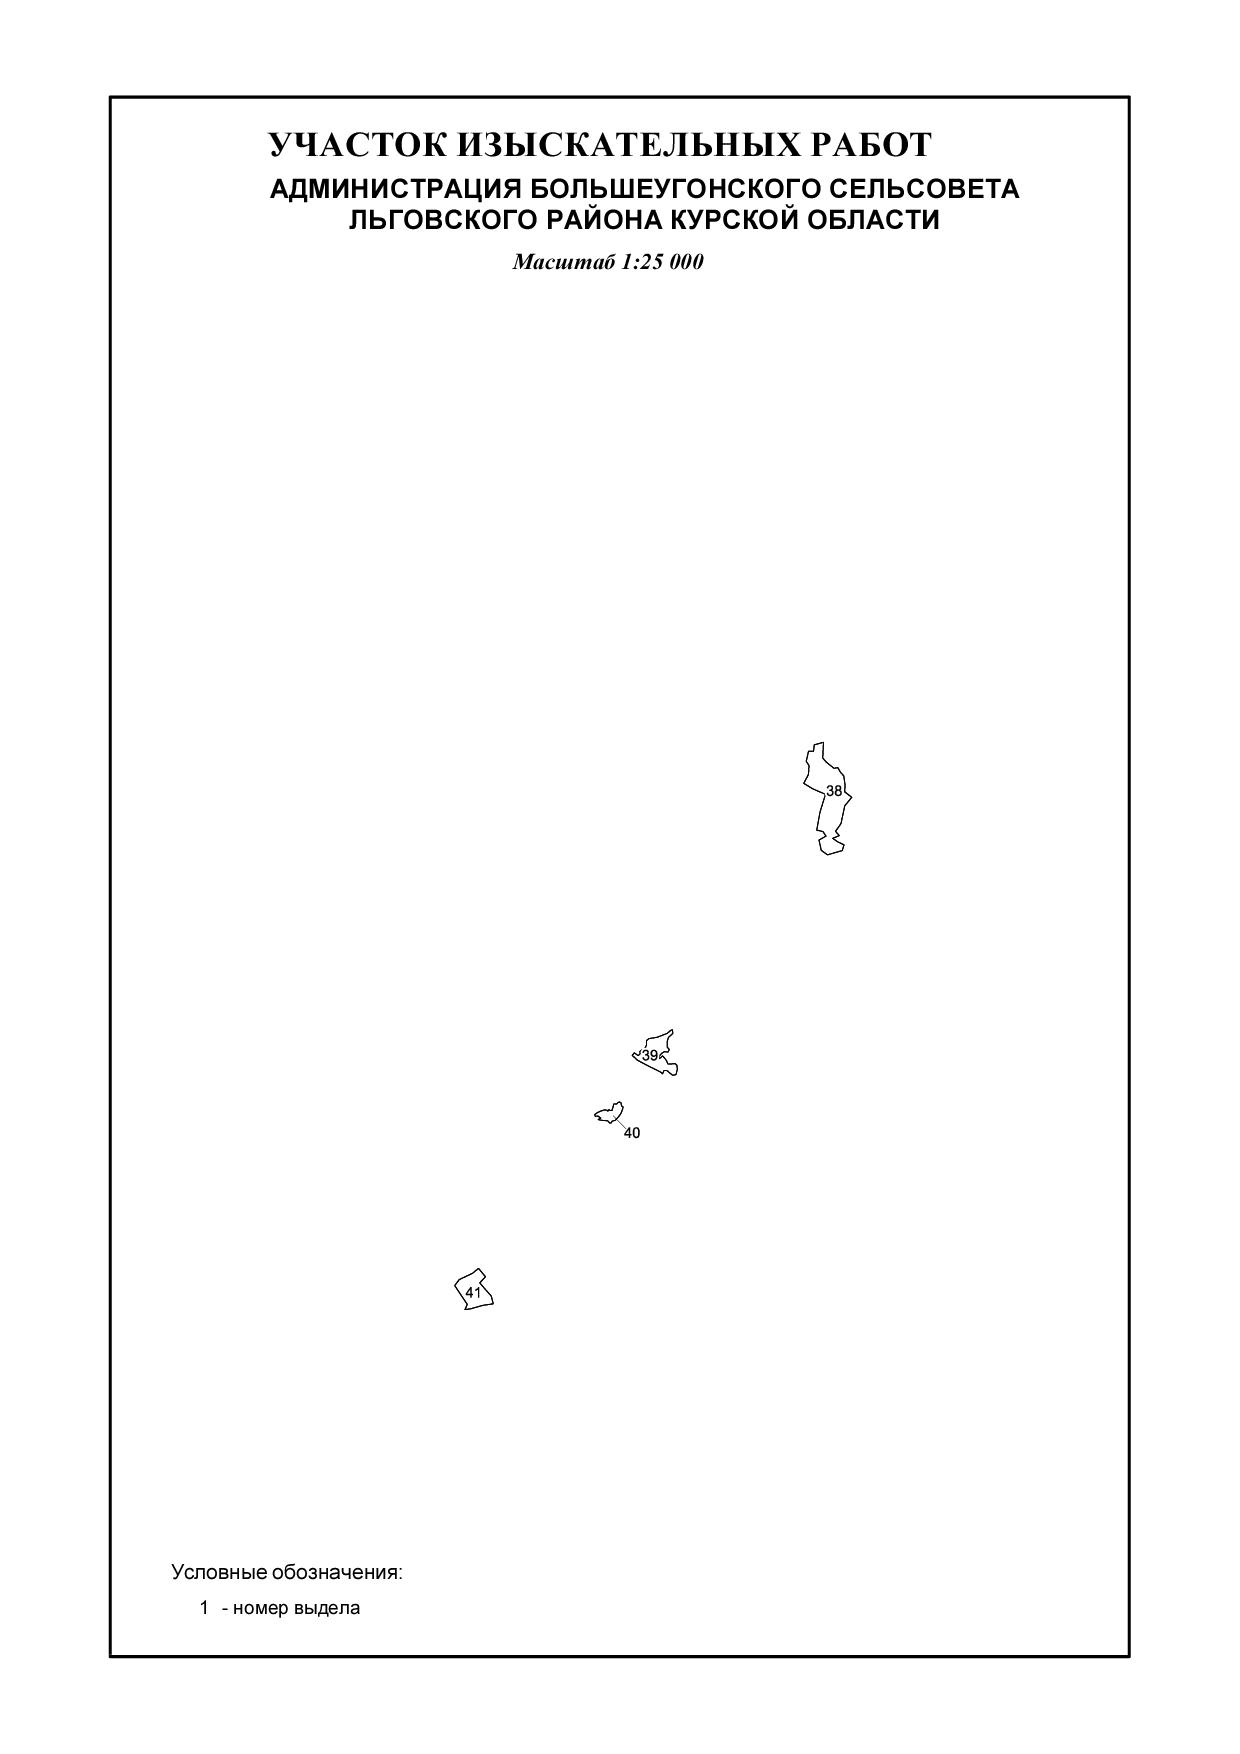 УЧАСТОК ИЗЫСКАТЕЛЬНЫХ РАБОТ
АДМИНИСТРАЦИЯ БОЛЬШЕУГОНСКОГО СЕЛЬСОВЕТА
ЛЬГОВСКОГО РАЙОНА КУРСКОЙ ОБЛАСТИ
Масштаб 1:25 000
38
39
40
41
Условные обозначения:
1 - номер выдела